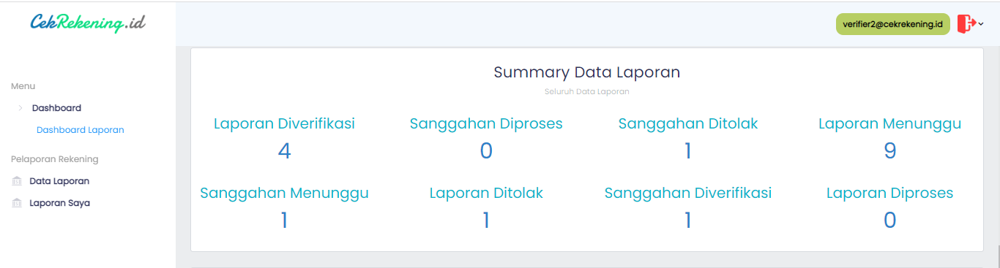 CekRekening.id
verifier2@cekrekening.id
Menu
Dashboard
Dashboard Laporan
Pelaporan Rekening
Data Laporan
Laporan Saya
Summary Data Laporan
Seluruh Data Laporan
Laporan Diverifikasi
4
Sanggahan Diproses
0
Sanggahan Ditolak
1
Laporan Menunggu
9
Sanggahan Menunggu
1
Laporan Ditolak
1
Sanggahan Diverifikasi
1
Laporan Diproses
0